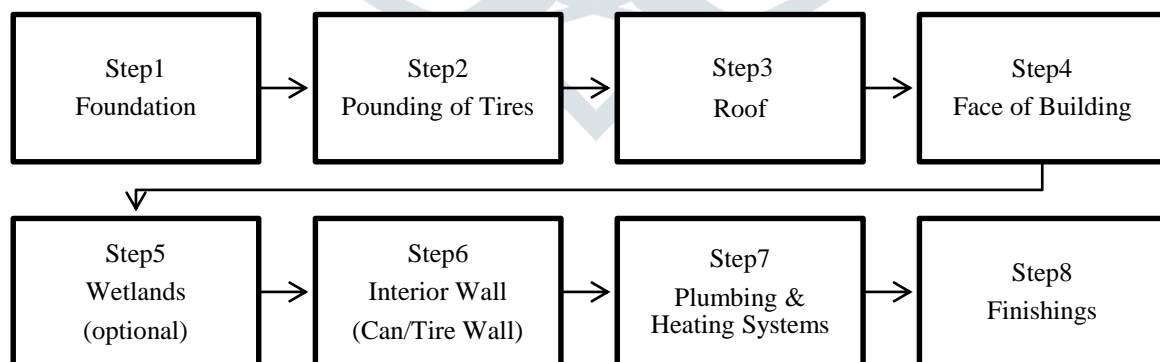 Step1
Foundation
Step2
Pounding of Tires
Step3
Roof
Step4
Face of Building
Step5
Wetlands
(optional)
Step6
Interior Wall
(Can/Tire Wall)
Step7
Plumbing &
Heating Systems
Step8
Finishings